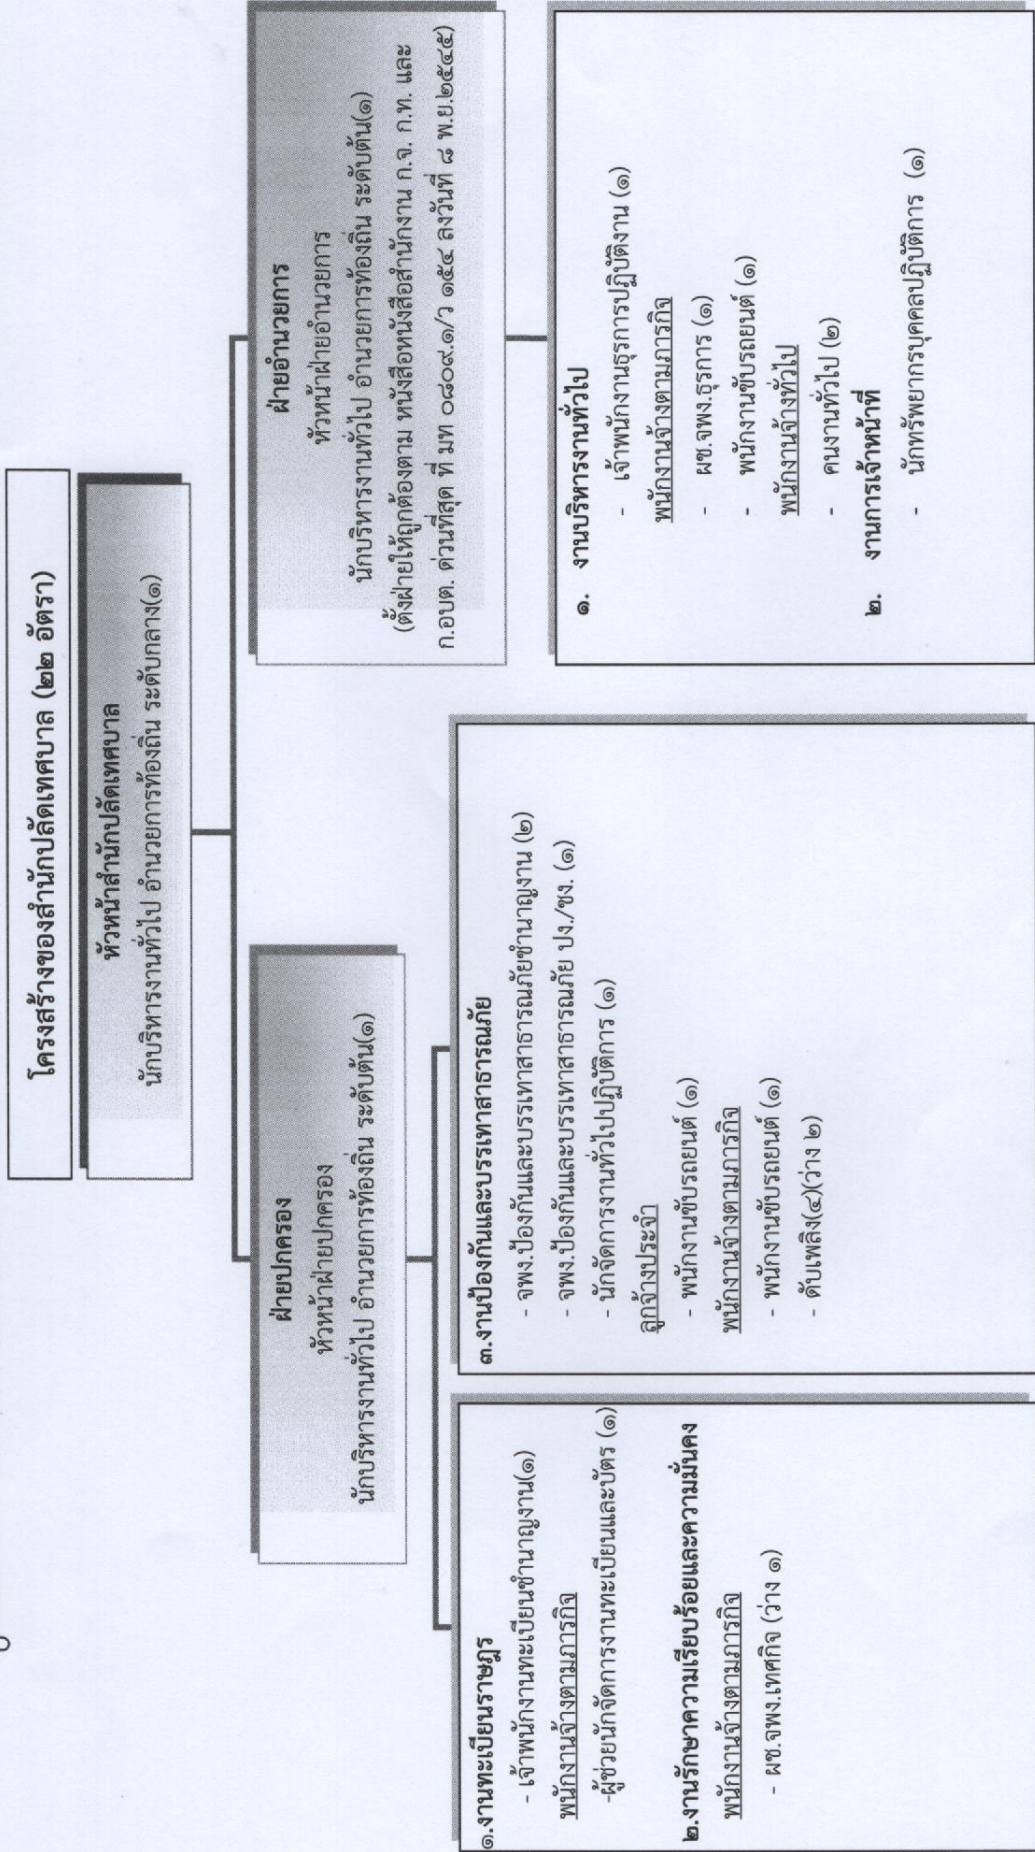 โครงสร้างของสำนักปลัดเทศบาล (๒๒ อัตรา)
หัวหน้าสำนักปลัดเทศบาล
นักบริหารงานทั่วไป อำนวยการท้องถิ่น ระดับกลาง(๑)
ฝ่ายปกครอง
หัวหน้าฝ่ายปกครอง
นักบริหารงานทั่วไป อำนวยการท้องถิ่น ระดับต้น(๑)
ฝ่ายอำนวยการ
หัวหน้าฝ่ายอำนวยการ
นักบริหารงานทั่วไป อำนวยการท้องถิ่น ระดับต้น(๑)
(ตั้งฝ่ายให้ถูกต้องตาม หนังสือหนังสือสำนักงาน ก.จ. ก.ท. และ
ก.อบต. ด่วนที่สุด ที่ มท ๐๘๐๙.๑/ว ๑๕๔ ลงวันที่ ๘ พ.ย.๒๕๔๕)
๑.งานทะเบียนราษฎร
- เจ้าพนักงานทะเบียนชำนาญงาน(๑)
พนักงานจ้างตามภารกิจ
-ผู้ช่วยนักจัดการงานทะเบียนและบัตร (๑)
๒.งานรักษาความเรียบร้อยและความมั่นคง
พนักงานจ้างตามภารกิจ
- ผช.จพง.เทศกิจ (ว่าง ๑)
๓.งานป้องกันและบรรเทาสาธารณภัย
- จพง.ป้องกันและบรรเทาสาธารณภัยชำนาญงาน (๒)
- จพง.ป้องกันและบรรเทาสาธารณภัย ปง./ชง. (๑)
- นักจัดการงานทั่วไปปฏิบัติการ (๑)
ลูกจ้างประจำ
- พนักงานขับรถยนต์ (๑)
พนักงานจ้างตามภารกิจ
- พนักงานขับรถยนต์ (๑)
- ดับเพลิง(๔)(ว่าง ๒)
๑. งานบริหารงานทั่วไป
- เจ้าพนักงานธุรการปฏิบัติงาน (๑)
พนักงานจ้างตามภารกิจ
- ผช.จพง.ธุรการ (๑)
- พนักงานขับรถยนต์ (๑)
พนักงานจ้างทั่วไป
- คนงานทั่วไป (๒)
๒. งานการเจ้าหน้าที่
- นักทรัพยากรบุคคลปฏิบัติการ (๑)